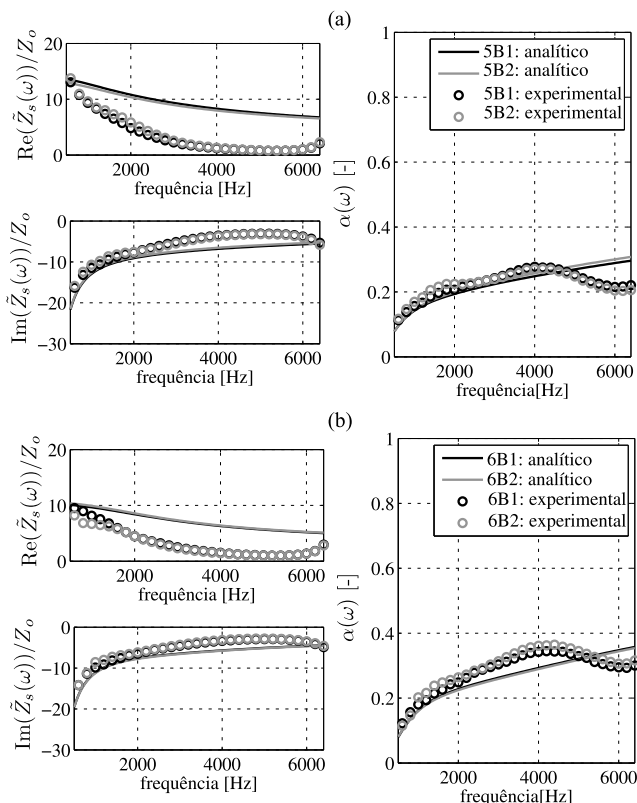 (a)
20
10
0
Re(Z̃ₛ(ω))/Zₒ
2000 4000 6000
frequência [Hz]
0
−10
−20
−30
Im(Z̃ₛ(ω))/Zₒ
2000 4000 6000
frequência [Hz]
1
0.8
0.6
0.4
0.2
0
α(ω) [-]
5B1: analítico
5B2: analítico
5B1: experimental
5B2: experimental
2000 4000 6000
frequência[Hz]
(b)
20
10
0
Re(Z̃ₛ(ω))/Zₒ
2000 4000 6000
frequência [Hz]
0
−10
−20
−30
Im(Z̃ₛ(ω))/Zₒ
2000 4000 6000
frequência [Hz]
1
0.8
0.6
0.4
0.2
0
α(ω) [-]
6B1: analítico
6B2: analítico
6B1: experimental
6B2: experimental
2000 4000 6000
frequência[Hz]